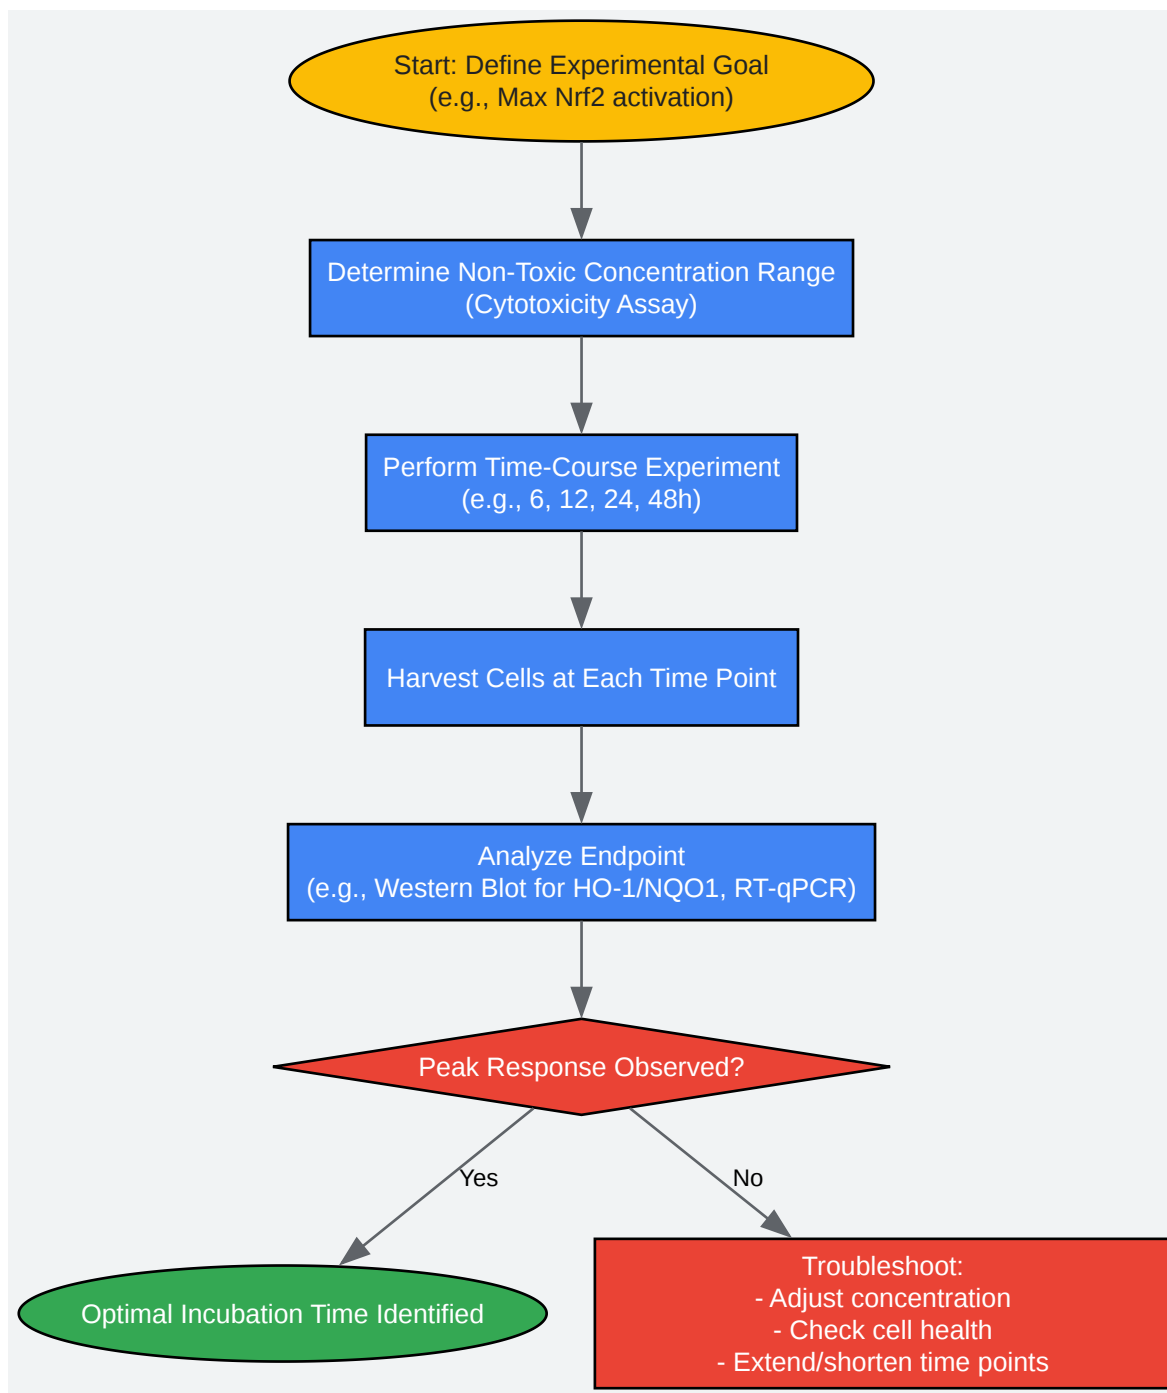 Start: Define Experimental Goal
(e.g., Max Nrf2 activation)
Determine Non-Toxic Concentration Range
(Cytotoxicity Assay)
Perform Time-Course Experiment
(e.g., 6, 12, 24, 48h)
Harvest Cells at Each Time Point
Analyze Endpoint
(e.g., Western Blot for HO-1/NQO1, RT-qPCR)
Peak Response Observed?
Yes
No
Optimal Incubation Time Identified
Troubleshoot:
- Adjust concentration
- Check cell health
- Extend/shorten time points